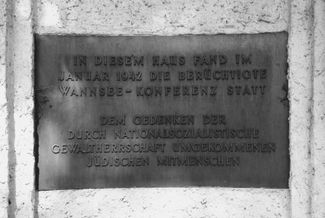 IN DIESEM HAUS FAND IM
JANUAR 1942 DIE BERÜCHTIGTE
WANNSEE-KONFERENZ STATT
DEM GEDENKEN DER
DURCH NATIONALSOZIALISTISCHE
GEWALTHERRSCHAFT UMGEKOMMENEN
JÜDISCHEN MITMENSCHEN